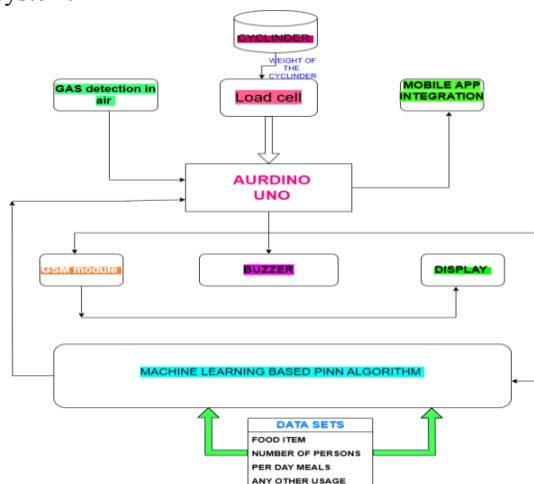 CYCLINDER
WEIGHT OF
THE
CYCLINDER
GAS detection in
air
Load cell
MOBILE APP
INTEGRATION
AURDINO
UNO
GSM module
BUZZER
DISPLAY
MACHINE LEARNING BASED PINN ALGORITHM
DATA SETS
FOOD ITEM
NUMBER OF PERSONS
PER DAY MEALS
ANY OTHER USAGE